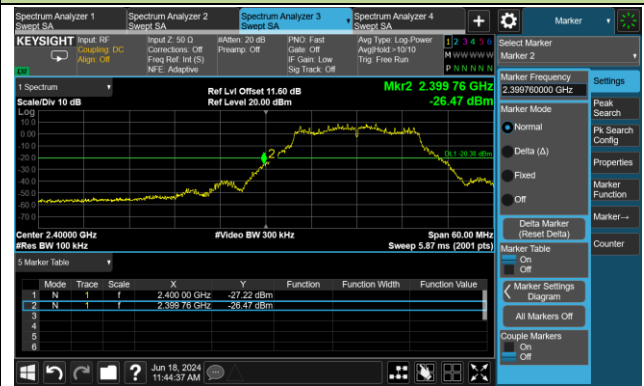 Spectrum Analyzer 1
Swept SA
Spectrum Analyzer 2
Swept SA
Spectrum Analyzer 3
Swept SA
Spectrum Analyzer 4
Swept SA
Marker
KEYSIGHT
Input: RF
Coupling: DC
Align: Off
Input Z: 50 Ω
Corrections: Off
Freq Ref: Int (S)
NFE: Adaptive
#Atten: 20 dB
Preamp: Off
PNO: Fast
Gate: Off
IF Gain: Low
Sig Track: Off
Avg Type: Log-Power
Avg|Hold:>10/10
Trig: Free Run
1 2 3 4 5 6
M W W W W W
P N N N N N
Select Marker
Marker 2
1 Spectrum
Ref Lvl Offset 11.60 dB
Mkr2 2.399 76 GHz
Scale/Div 10 dB
Ref Level 20.00 dBm
-26.47 dBm
Log
10.0
0.00
-10.0
-20.0
-30.0
-40.0
-50.0
-60.0
-70.0
2
DL1 -20.38 dBm
Center 2.40000 GHz
#Video BW 300 kHz
Span 60.00 MHz
#Res BW 100 kHz
Sweep 5.87 ms (2001 pts)
5 Marker Table
Mode Trace Scale X Y Function Function Width Function Value
1 N 1 f 2.400 00 GHz -27.22 dBm
2 N 1 f 2.399 76 GHz -26.47 dBm
3
4
5
6
Marker Frequency
2.399760000 GHz
Marker Mode
Normal
Delta (Δ)
Fixed
Off
Delta Marker
(Reset Delta)
Marker Table
On
Off
Marker Settings
Diagram
All Markers Off
Couple Markers
On
Off
Settings
Peak
Search
Pk Search
Config
Properties
Marker
Function
Marker→
Counter
?
Jun 18, 2024
11:44:37 AM